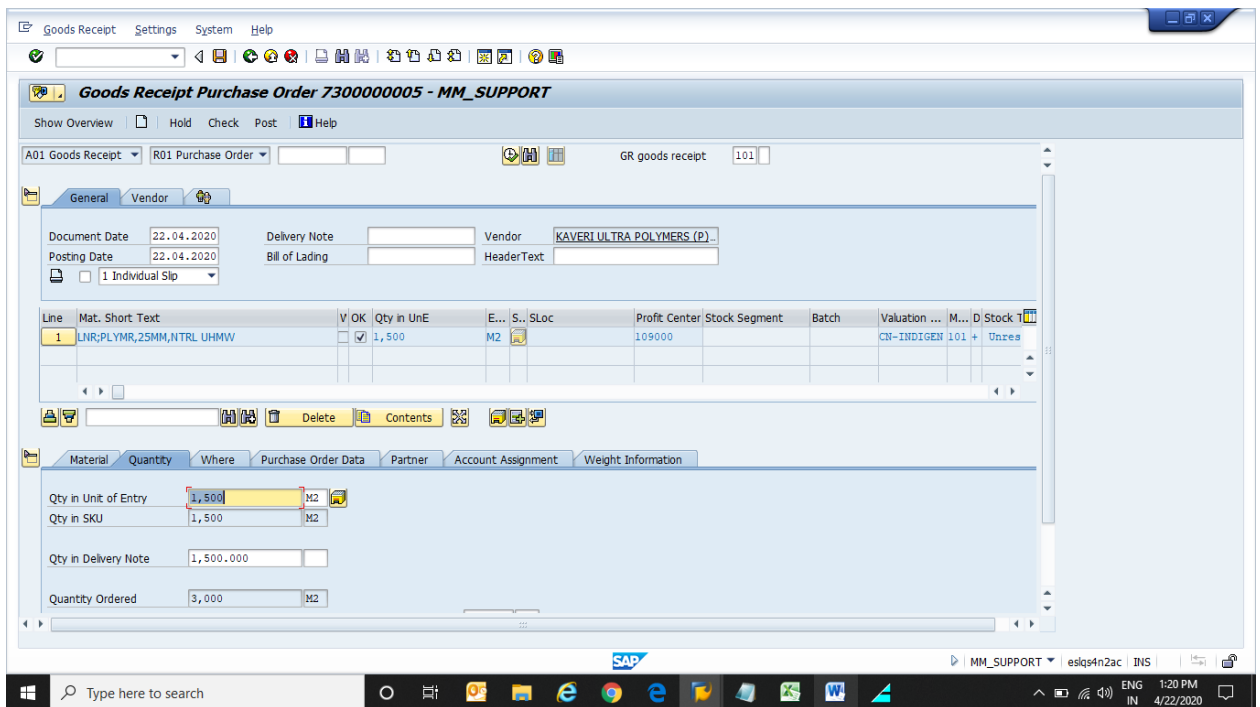 Goods Receipt Settings System Help
Goods Receipt Purchase Order 7300000005 - MM_SUPPORT
Show Overview Hold Check Post Help
A01 Goods Receipt R01 Purchase Order GR goods receipt 101
General Vendor
Document Date 22.04.2020 Delivery Note Vendor KAVERI ULTRA POLYMERS (P)..
Posting Date 22.04.2020 Bill of Lading HeaderText
1 Individual Slip
Line Mat. Short Text V OK Qty in UnE E... S.. SLoc Profit Center Stock Segment Batch Valuation ... M... D Stock T
1 LNR;PLYMR,25MM,NTRL UHMW 1,500 M2 109000 CN-INDIGEN 101 + Unres
Delete Contents
Material Quantity Where Purchase Order Data Partner Account Assignment Weight Information
Qty in Unit of Entry 1,500 M2
Qty in SKU 1,500 M2
Qty in Delivery Note 1,500.000
Quantity Ordered 3,000 M2
SAP MM_SUPPORT eslqs4n2ac INS
Type here to search ENG 1:20 PM
IN 4/22/2020